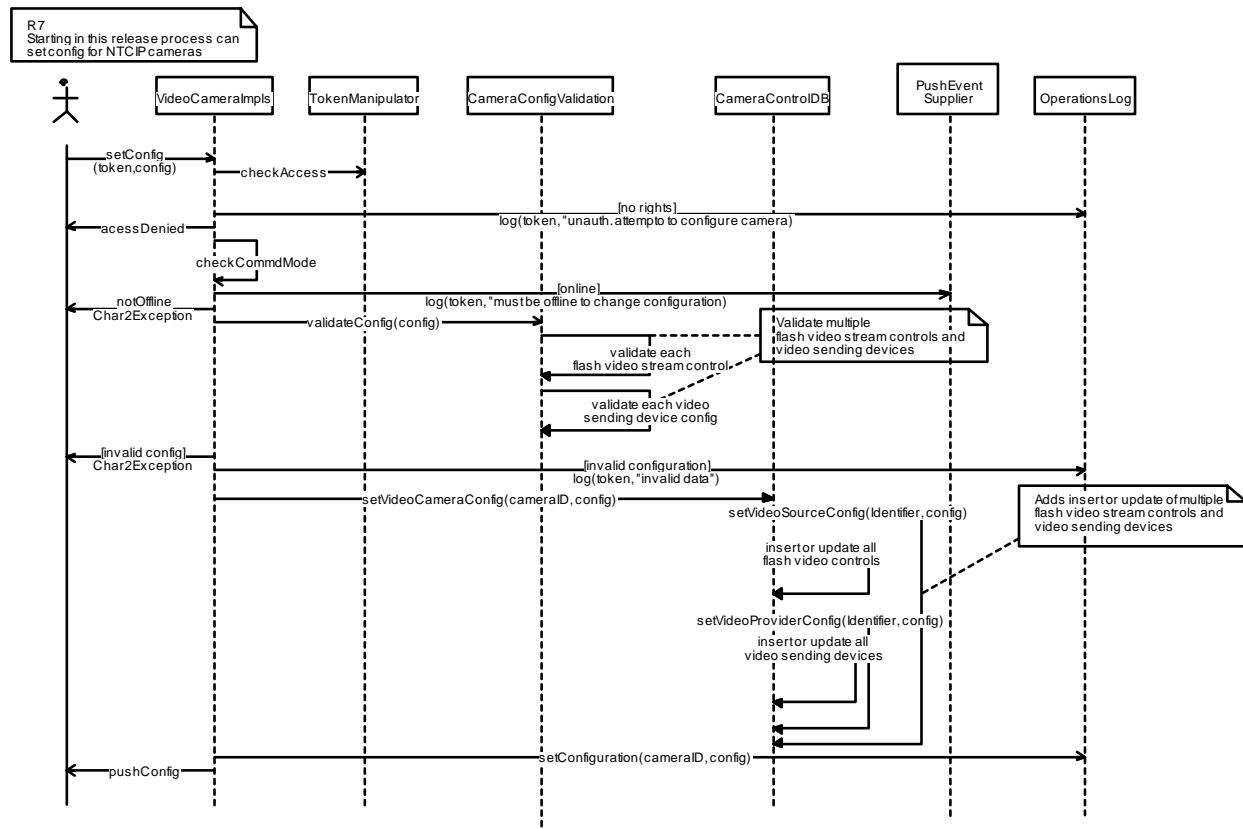 R7
Starting in this release process can
set config for NTCIP cameras
VideoCameraImpls
TokenManipulator
CameraConfigValidation
CameraControlDB
PushEvent
Supplier
OperationsLog
setConfig
(token,config)
checkAccess
[no rights]
log(token, "unauth. attempto to configure camera)
acessDenied
checkCommdMode
[online]
log(token, "must be offline to change configuration)
notOffline
Char2Exception
validateConfig(config)
Validate multiple
flash video stream controls and
video sending devices
validate each
flash video stream control
validate each video
sending device config
[invalid config]
Char2Exception
[invalid configuration]
log(token, "invalid data")
setVideoCameraConfig(cameraID, config)
Adds insert or update of multiple
flash video stream controls and
video sending devices
setVideoSourceConfig(Identifier, config)
insert or update all
flash video controls
setVideoProviderConfig(Identifier, config)
insert or update all
video sending devices
setConfiguration(cameraID, config)
pushConfig